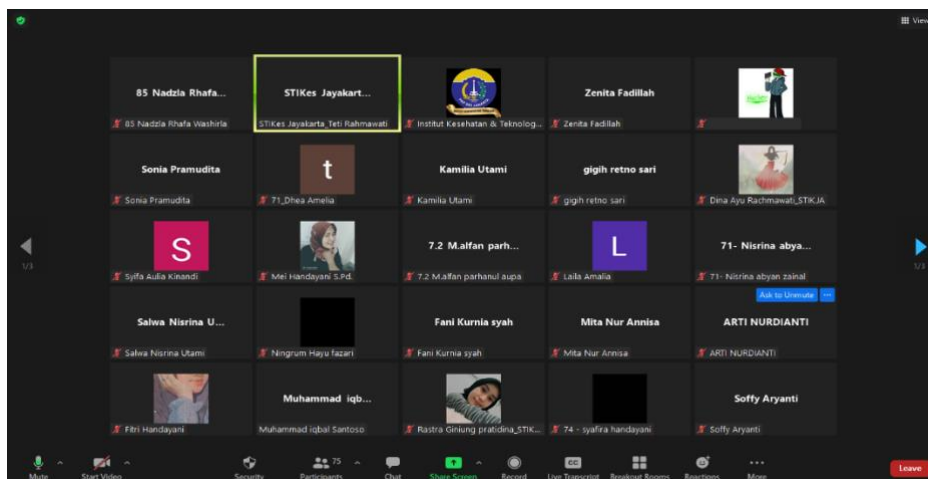 View
85 Nadzla Rhafa...
STIKes Jayakart...
Zenita Fadillah
85 Nadzla Rhafa Washirla
STIKes Jayakarta_Teti Rahmawati
Institut Kesehatan & Teknolog...
Zenita Fadillah
Sonia Pramudita
t
Kamilia Utami
gigih retno sari
Sonia Pramudita
71_Dhea Amelia
Kamilia Utami
gigih retno sari
Dina Ayu Rachmawati_STIKJA
S
7.2 M.alfan parh...
L
71- Nisrina abya...
1/3
1/3
Syifa Aulia Kinandi
Mei Handayani S.Pd.
7.2 M.alfan parhanul aupa
Laila Amalia
71- Nisrina abyan zainal
Ask to Unmute ...
Salwa Nisrina U...
Fani Kurnia syah
Mita Nur Annisa
ARTI NURDIANTI
Salwa Nisrina Utami
Ningrum Hayu fazari
Fani Kurnia syah
Mita Nur Annisa
ARTI NURDIANTI
Muhammad iqb...
Soffy Aryanti
Fitri Handayani
Muhammad iqbal Santoso
Rastra Giniung pratidina_STIK...
74 - syafira handayani
Soffy Aryanti
75
CC
Mute
Start Video
Security
Participants
Chat
Share Screen
Record
Live Transcript
Breakout Rooms
Reactions
More
Leave